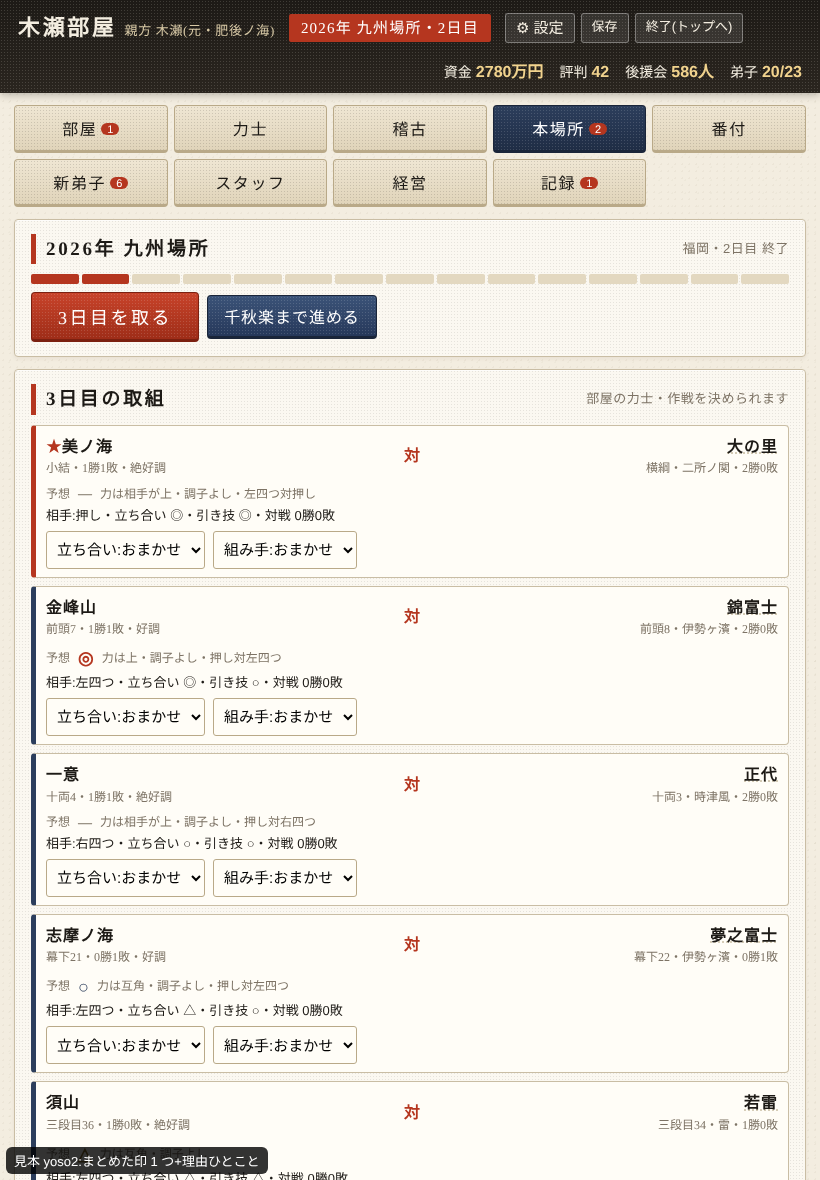 木瀬部屋 親方 木瀬(元・肥後ノ海) 2026年 九州場所・2日目 ⚙ 設定 保存 終了(トップへ)
資金 2780万円 評判 42 後援会 586人 弟子 20/23
部屋 1 力士 稽古 本場所 2 番付
新弟子 6 スタッフ 経営 記録 1
2026年 九州場所 福岡・2日目 終了
3日目を取る 千秋楽まで進める
3日目の取組 部屋の力士・作戦を決められます
★美ノ海 対 大の里
小結・1勝1敗・絶好調 横綱・二所ノ関・2勝0敗
予想 — 力は相手が上・調子よし・左四つ対押し
相手:押し・立ち合い ◎・引き技 ◎・対戦 0勝0敗
立ち合い:おまかせ 組み手:おまかせ
金峰山 対 錦富士
前頭7・1勝1敗・好調 前頭8・伊勢ヶ濱・2勝0敗
予想 ◎ 力は上・調子よし・押し対左四つ
相手:左四つ・立ち合い ◎・引き技 ○・対戦 0勝0敗
立ち合い:おまかせ 組み手:おまかせ
一意 対 正代
十両4・1勝1敗・絶好調 十両3・時津風・2勝0敗
予想 — 力は相手が上・調子よし・押し対右四つ
相手:右四つ・立ち合い ○・引き技 ○・対戦 0勝0敗
立ち合い:おまかせ 組み手:おまかせ
志摩ノ海 対 夢之富士
幕下21・0勝1敗・好調 幕下22・伊勢ヶ濱・0勝1敗
予想 ○ 力は互角・調子よし・押し対左四つ
相手:左四つ・立ち合い △・引き技 ○・対戦 0勝0敗
立ち合い:おまかせ 組み手:おまかせ
須山 対 若雷
三段目36・1勝0敗・絶好調 三段目34・雷・1勝0敗
見本 yoso2:まとめた印 1 つ+理由ひとこと